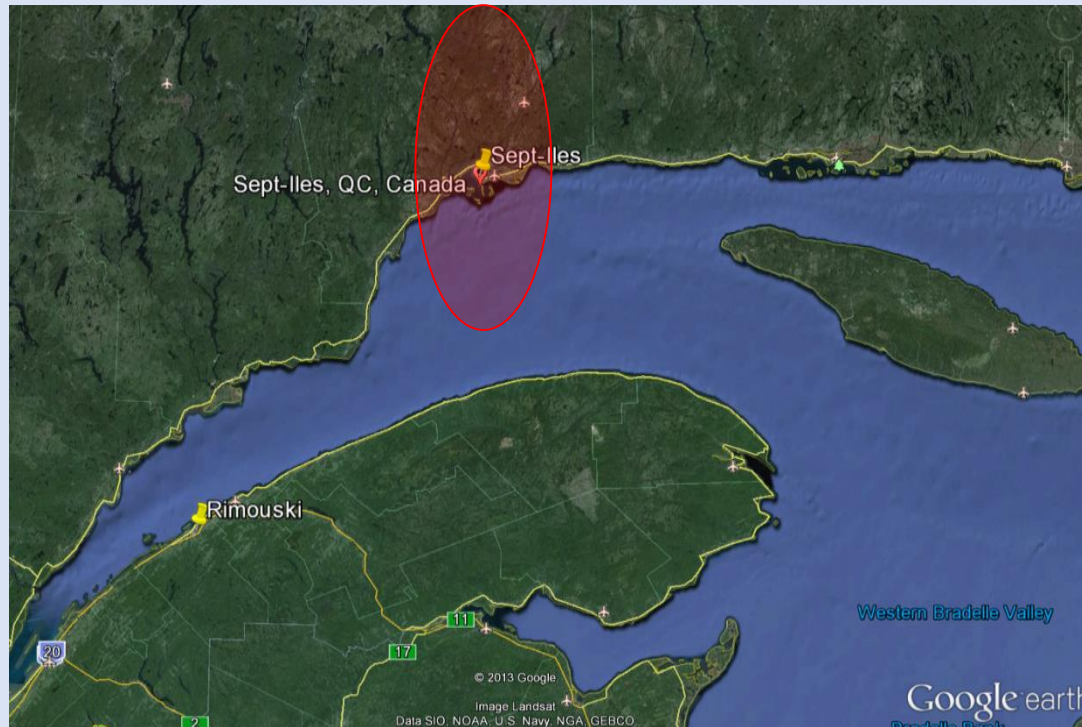 Sept-Iles
Sept-Iles, QC, Canada
Rimouski
Western Bradelle Valley
11
20
17
© 2013 Google
Image Landsat
Google earth
Data SIO, NOAA, U.S. Navy, NGA, GEBCO
2